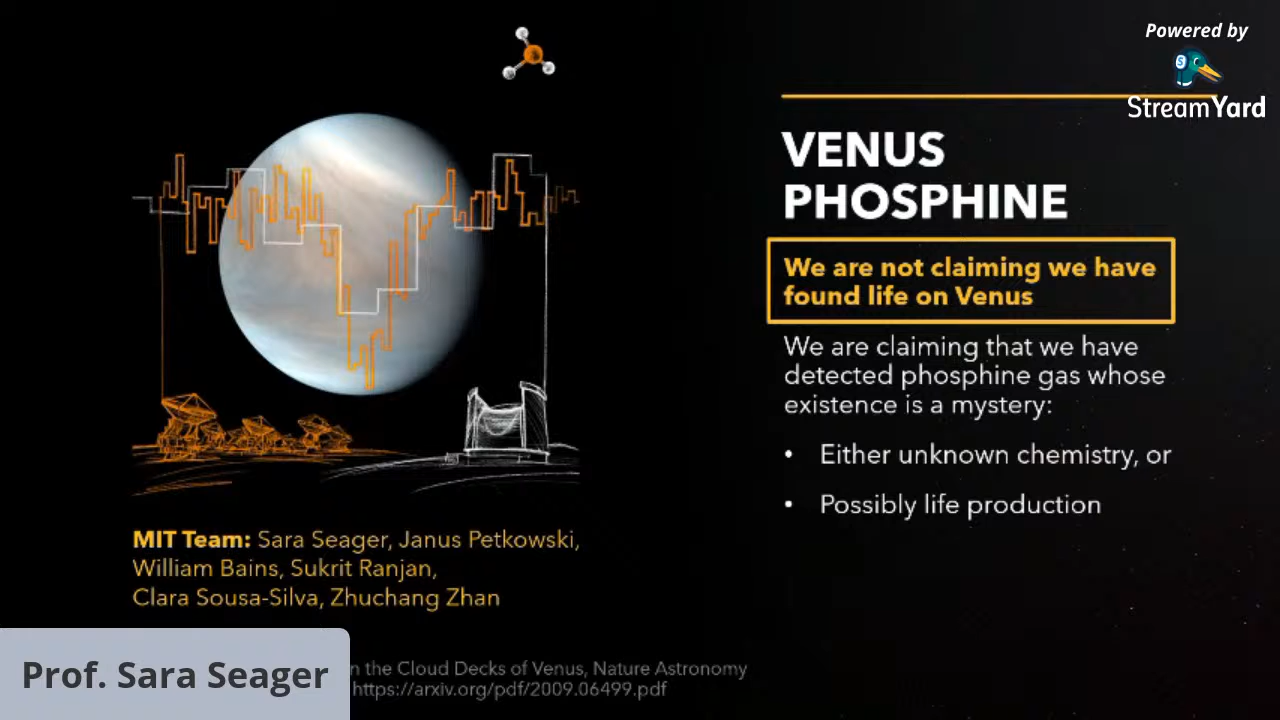 Powered by
StreamYard
VENUS
PHOSPHINE
We are not claiming we have
found life on Venus
We are claiming that we have
detected phosphine gas whose
existence is a mystery:
• Either unknown chemistry, or
• Possibly life production
MIT Team: Sara Seager, Janus Petkowski,
William Bains, Sukrit Ranjan,
Clara Sousa-Silva, Zhuchang Zhan
Prof. Sara Seager
the Cloud Decks of Venus, Nature Astronomy
https://arxiv.org/pdf/2009.06499.pdf